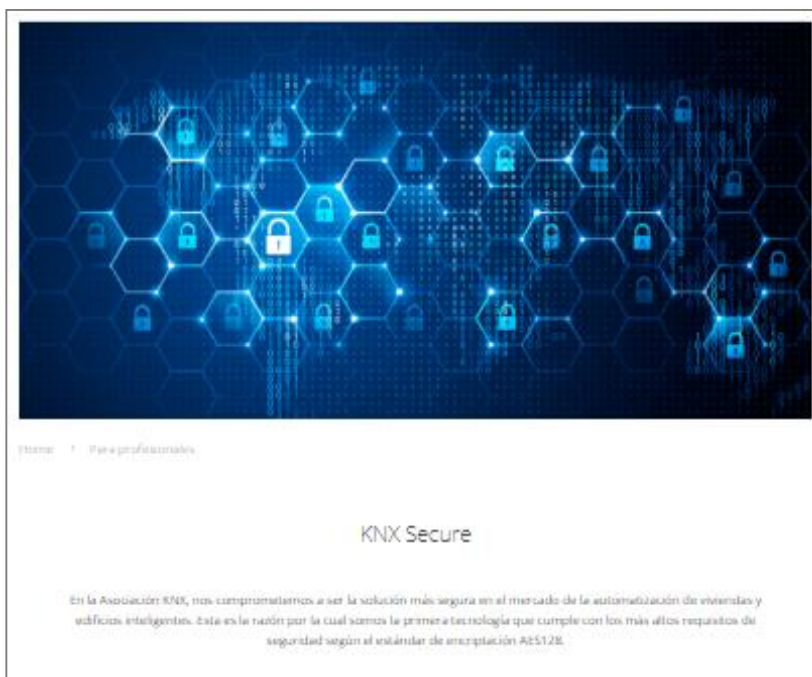 Home › Para profesionales
KNX Secure
En la Asociación KNX, nos comprometemos a ser la solución más segura en el mercado de la automatización de viviendas y
edificios inteligentes. Esta es la razón por la cual somos la primera tecnología que cumple con los más altos requisitos de
seguridad según el estándar de encriptación AES128.